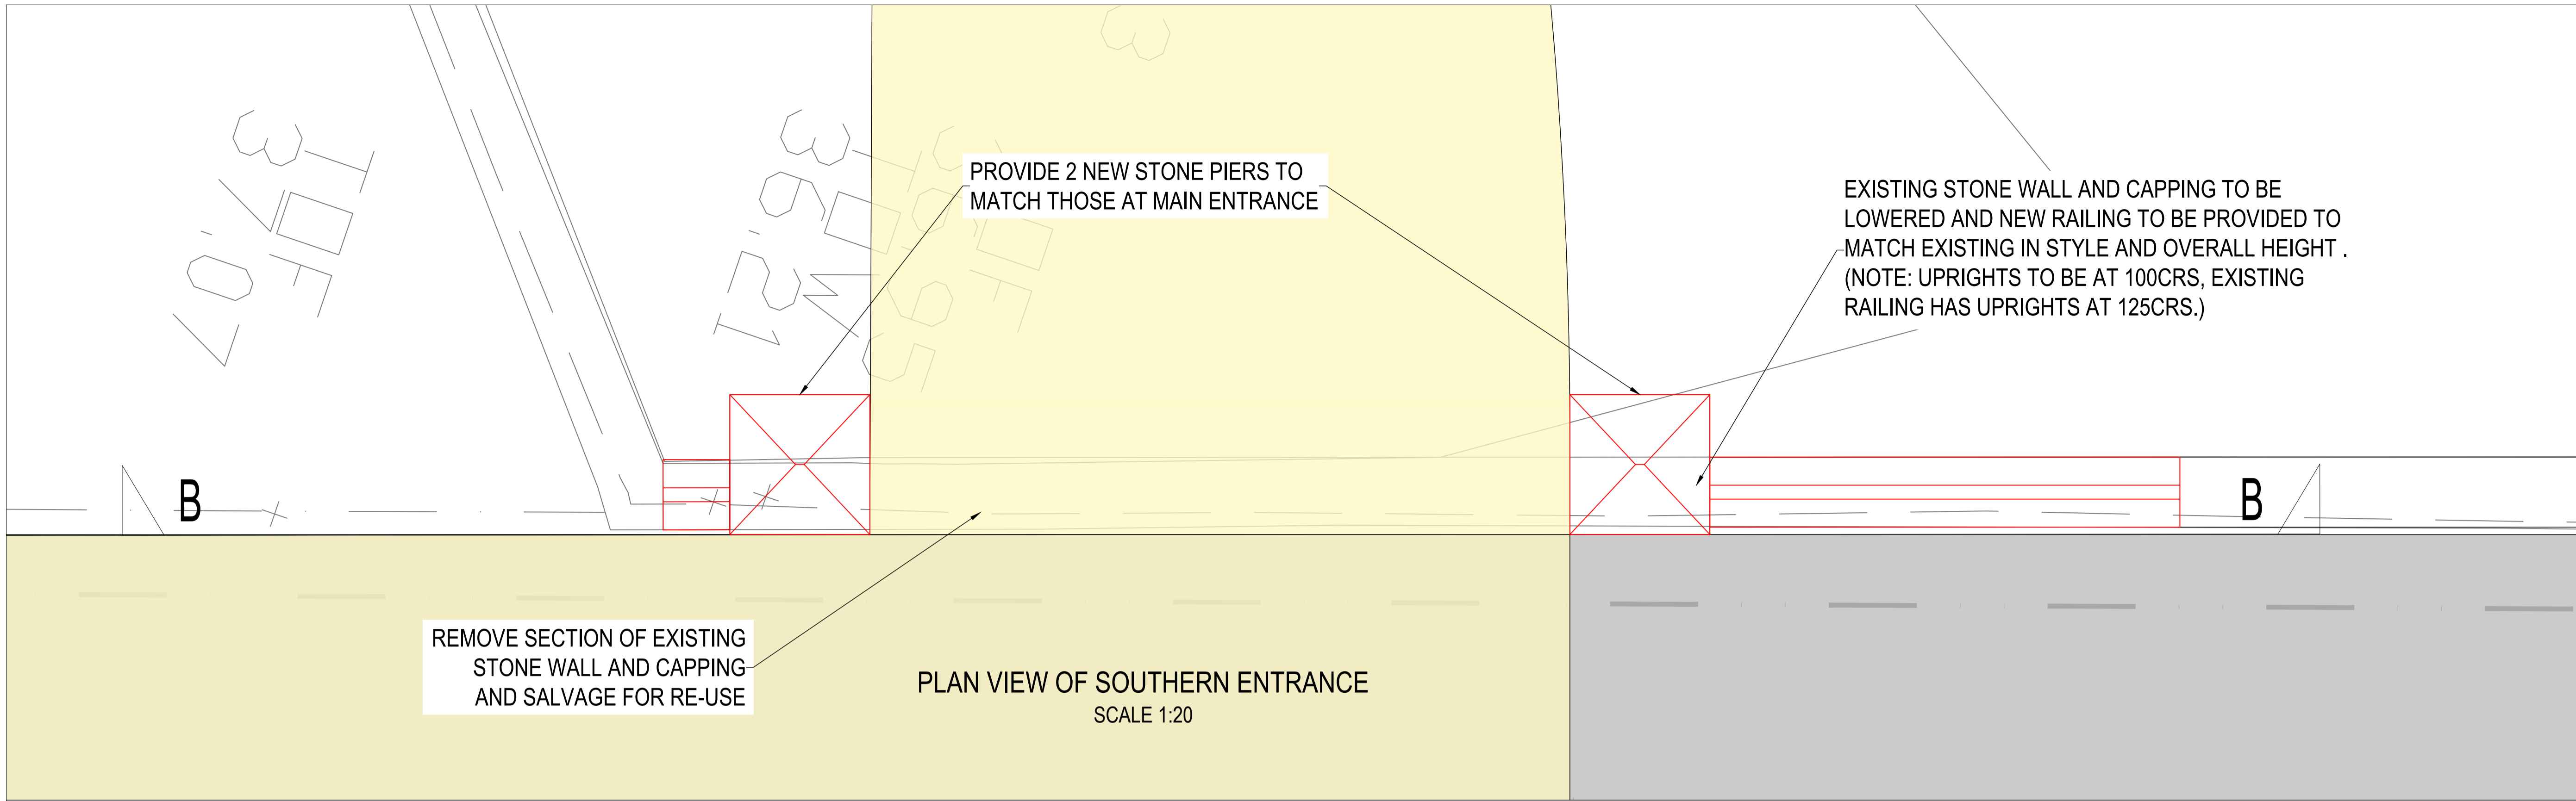 PROVIDE 2 NEW STONE PIERS TO
MATCH THOSE AT MAIN ENTRANCE
EXISTING STONE WALL AND CAPPING TO BE
LOWERED AND NEW RAILING TO BE PROVIDED TO
MATCH EXISTING IN STYLE AND OVERALL HEIGHT .
(NOTE: UPRIGHTS TO BE AT 100CRS, EXISTING
RAILING HAS UPRIGHTS AT 125CRS.)
B
B
REMOVE SECTION OF EXISTING
STONE WALL AND CAPPING
AND SALVAGE FOR RE-USE
PLAN VIEW OF SOUTHERN ENTRANCE
SCALE 1:20